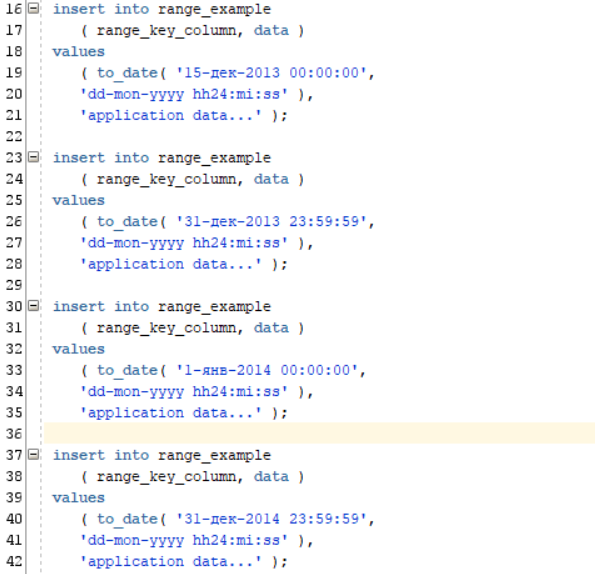 16 insert into range_example
17 ( range_key_column, data )
18 values
19 ( to_date( '15-дек-2013 00:00:00',
20 'dd-mon-yyyy hh24:mi:ss' ),
21 'application data...' );
22
23 insert into range_example
24 ( range_key_column, data )
25 values
26 ( to_date( '31-дек-2013 23:59:59',
27 'dd-mon-yyyy hh24:mi:ss' ),
28 'application data...' );
29
30 insert into range_example
31 ( range_key_column, data )
32 values
33 ( to_date( '1-янв-2014 00:00:00',
34 'dd-mon-yyyy hh24:mi:ss' ),
35 'application data...' );
36
37 insert into range_example
38 ( range_key_column, data )
39 values
40 ( to_date( '31-дек-2014 23:59:59',
41 'dd-mon-yyyy hh24:mi:ss' ),
42 'application data...' );